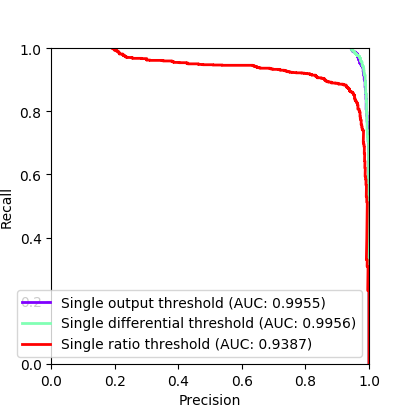 1.0
0.8
0.6
0.4
0.2
0.0
Recall
Single output threshold (AUC: 0.9955)
Single differential threshold (AUC: 0.9956)
Single ratio threshold (AUC: 0.9387)
0.0 0.2 0.4 0.6 0.8 1.0
Precision